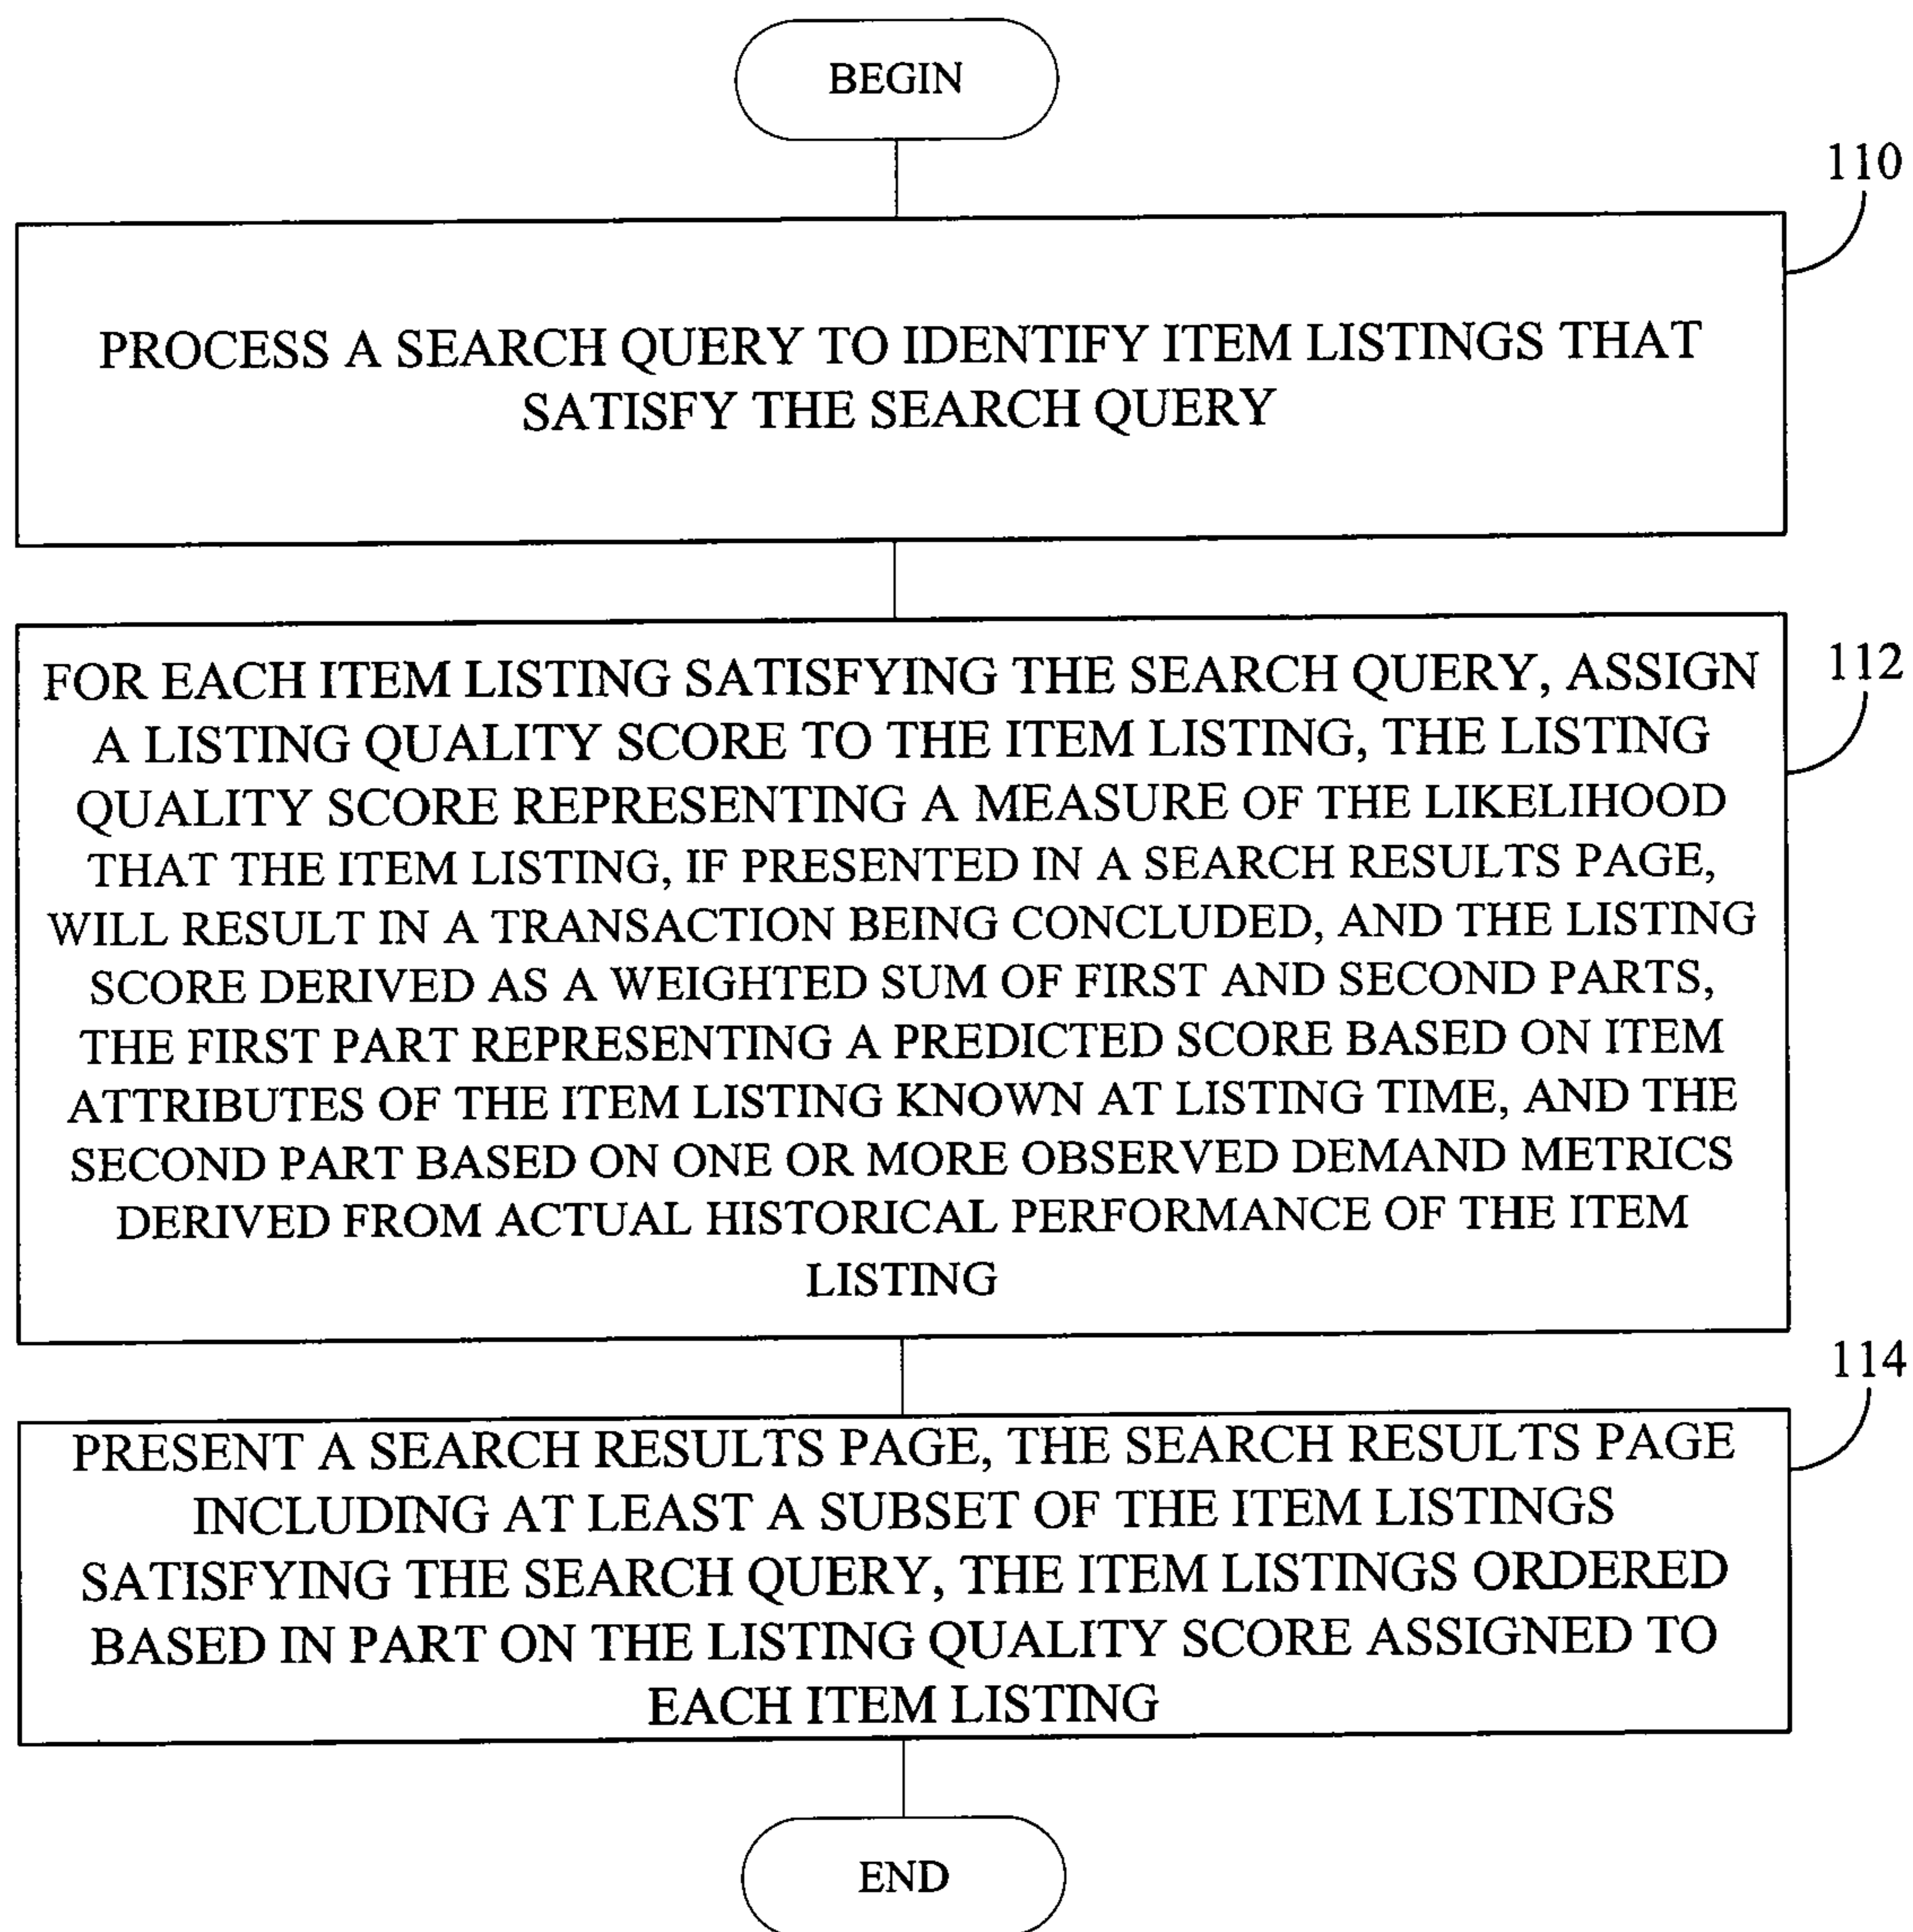 BEGIN
110
PROCESS A SEARCH QUERY TO IDENTIFY ITEM LISTINGS THAT
SATISFY THE SEARCH QUERY
112
FOR EACH ITEM LISTING SATISFYING THE SEARCH QUERY, ASSIGN
A LISTING QUALITY SCORE TO THE ITEM LISTING, THE LISTING
QUALITY SCORE REPRESENTING A MEASURE OF THE LIKELIHOOD
THAT THE ITEM LISTING, IF PRESENTED IN A SEARCH RESULTS PAGE,
WILL RESULT IN A TRANSACTION BEING CONCLUDED, AND THE LISTING
SCORE DERIVED AS A WEIGHTED SUM OF FIRST AND SECOND PARTS,
THE FIRST PART REPRESENTING A PREDICTED SCORE BASED ON ITEM
ATTRIBUTES OF THE ITEM LISTING KNOWN AT LISTING TIME, AND THE
SECOND PART BASED ON ONE OR MORE OBSERVED DEMAND METRICS
DERIVED FROM ACTUAL HISTORICAL PERFORMANCE OF THE ITEM
LISTING
114
PRESENT A SEARCH RESULTS PAGE, THE SEARCH RESULTS PAGE
INCLUDING AT LEAST A SUBSET OF THE ITEM LISTINGS
SATISFYING THE SEARCH QUERY, THE ITEM LISTINGS ORDERED
BASED IN PART ON THE LISTING QUALITY SCORE ASSIGNED TO
EACH ITEM LISTING
END